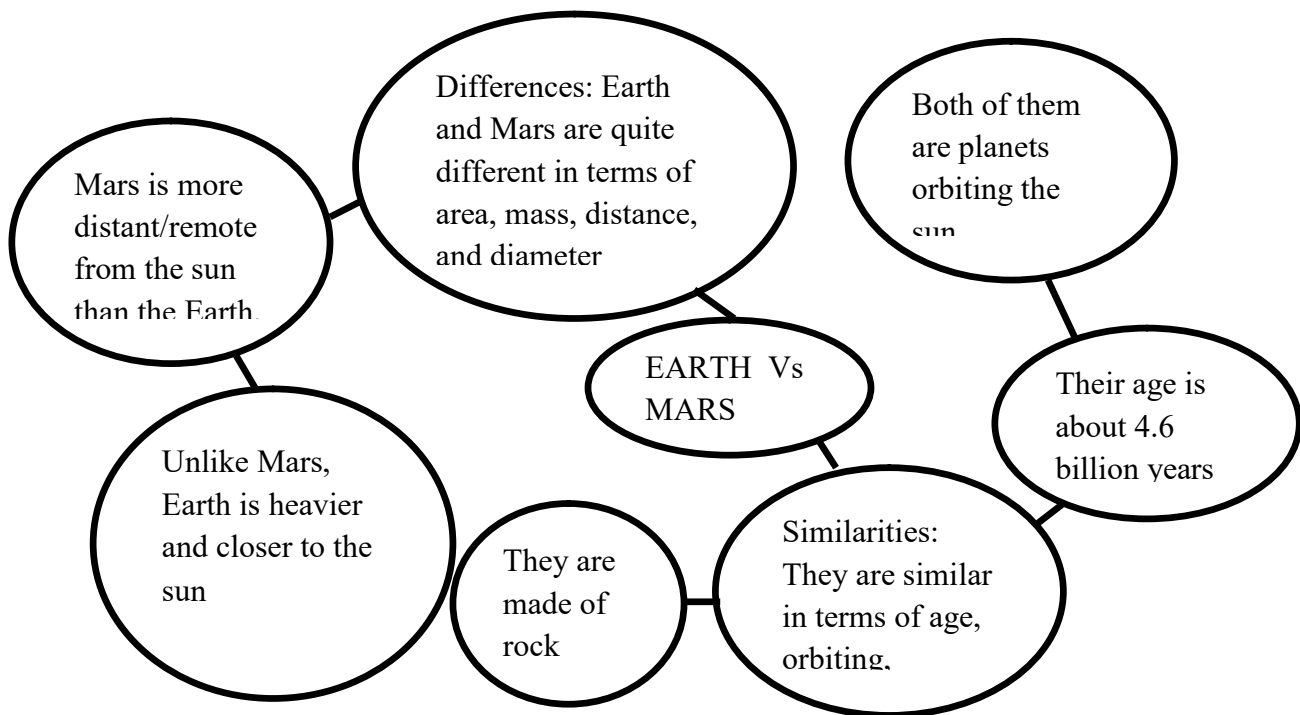 Differences: Earth
and Mars are quite
different in terms of
area, mass, distance,
and diameter
Both of them
are planets
orbiting the
sun
Mars is more
distant/remote
from the sun
than the Earth.
EARTH Vs
MARS
Their age is
about 4.6
billion years
Unlike Mars,
Earth is heavier
and closer to the
sun
They are
made of
rock
Similarities:
They are similar
in terms of age,
orbiting,